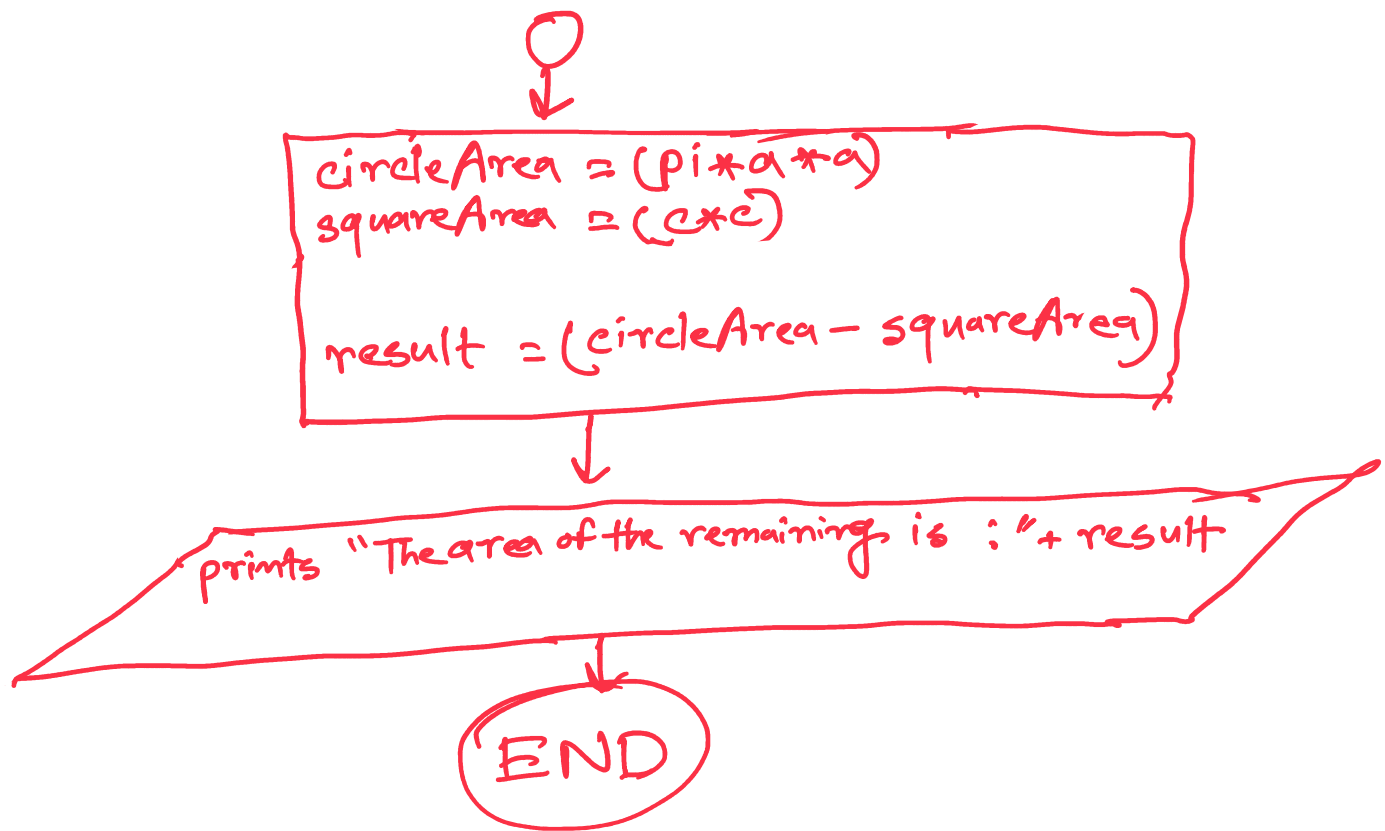 circleArea = (pi*a*a)
squareArea = (c*c)
result = (circleArea - squareArea)
prints "The area of the remaining is : "+ result
END